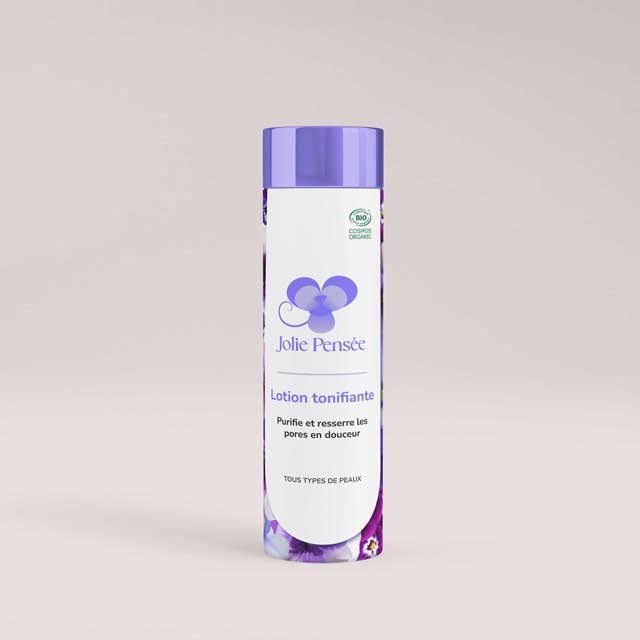 BIO
COSMOS
ORGANIC
Jolie Pensée
Lotion tonifiante
Purifie et resserre les
pores en douceur
TOUS TYPES DE PEAUX